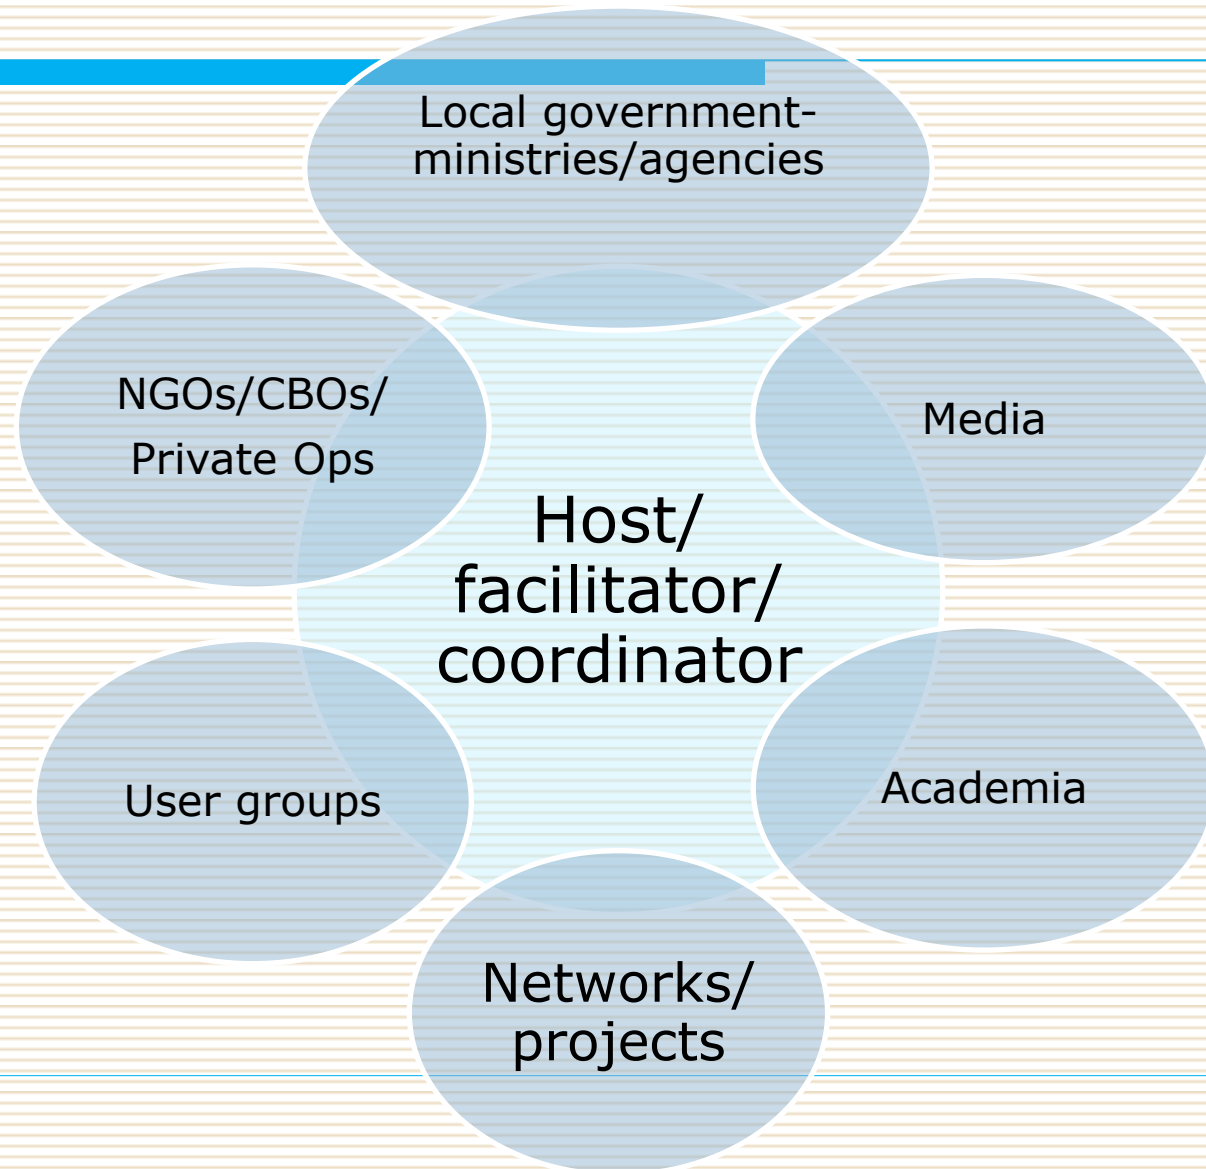 Local government-
ministries/agencies
NGOs/CBOs/
Private Ops
Media
Host/
facilitator/
coordinator
User groups
Academia
Networks/
projects